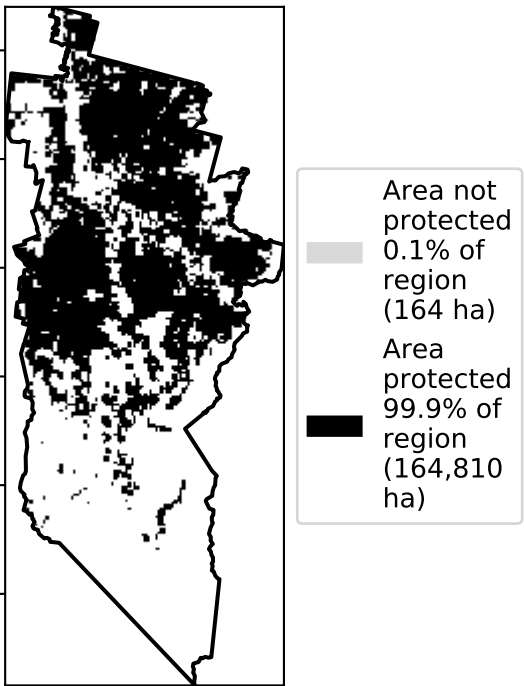 Area not
protected
0.1% of
region
(164 ha)
Area
protected
99.9% of
region
(164,810
ha)